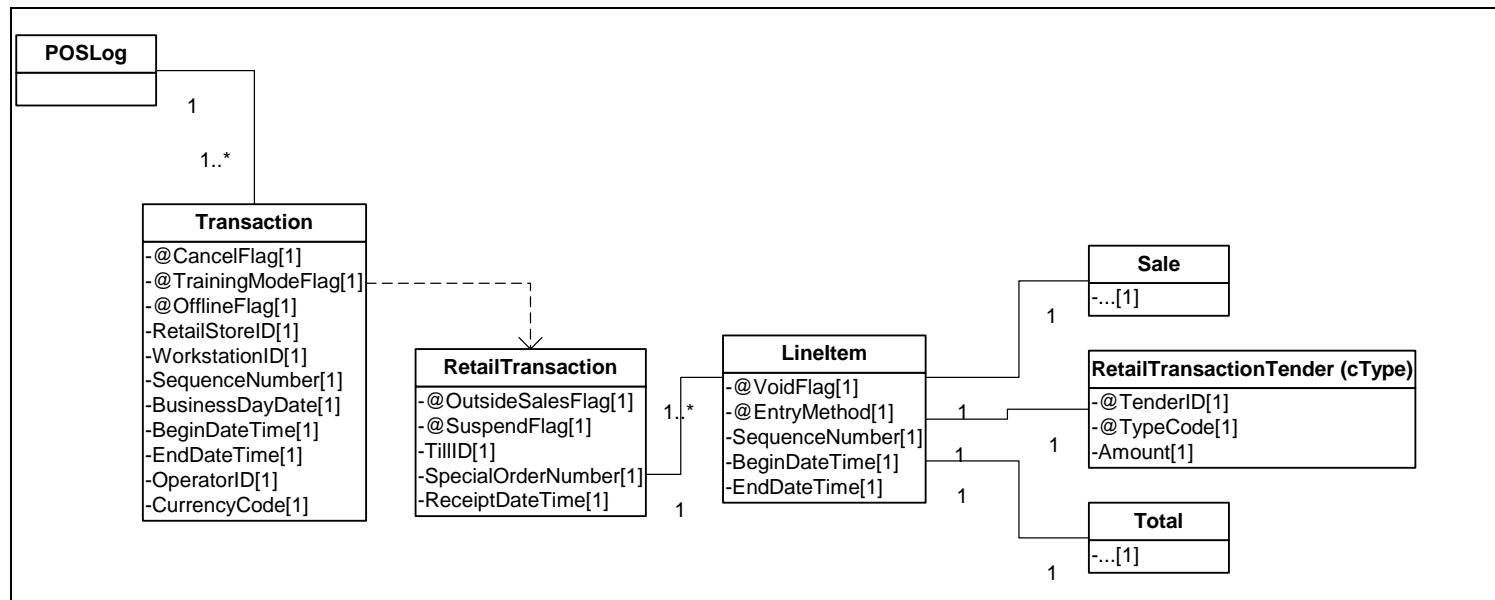 POSLog
1
1..*
Transaction
-@CancelFlag[1]
-@TrainingModeFlag[1]
-@OfflineFlag[1]
-RetailStoreID[1]
-WorkstationID[1]
-SequenceNumber[1]
-BusinessDayDate[1]
-BeginDateTime[1]
-EndDateTime[1]
-OperatorID[1]
-CurrencyCode[1]
RetailTransaction
-@OutsideSalesFlag[1]
-@SuspendFlag[1]
-TillID[1]
-SpecialOrderNumber[1]
-ReceiptDateTime[1]
1..*
1
LineItem
-@VoidFlag[1]
-@EntryMethod[1]
-SequenceNumber[1]
-BeginDateTime[1]
-EndDateTime[1]
1
1
1
1
1
1
Sale
-...[1]
RetailTransactionTender (cType)
-@TenderID[1]
-@TypeCode[1]
-Amount[1]
Total
-...[1]